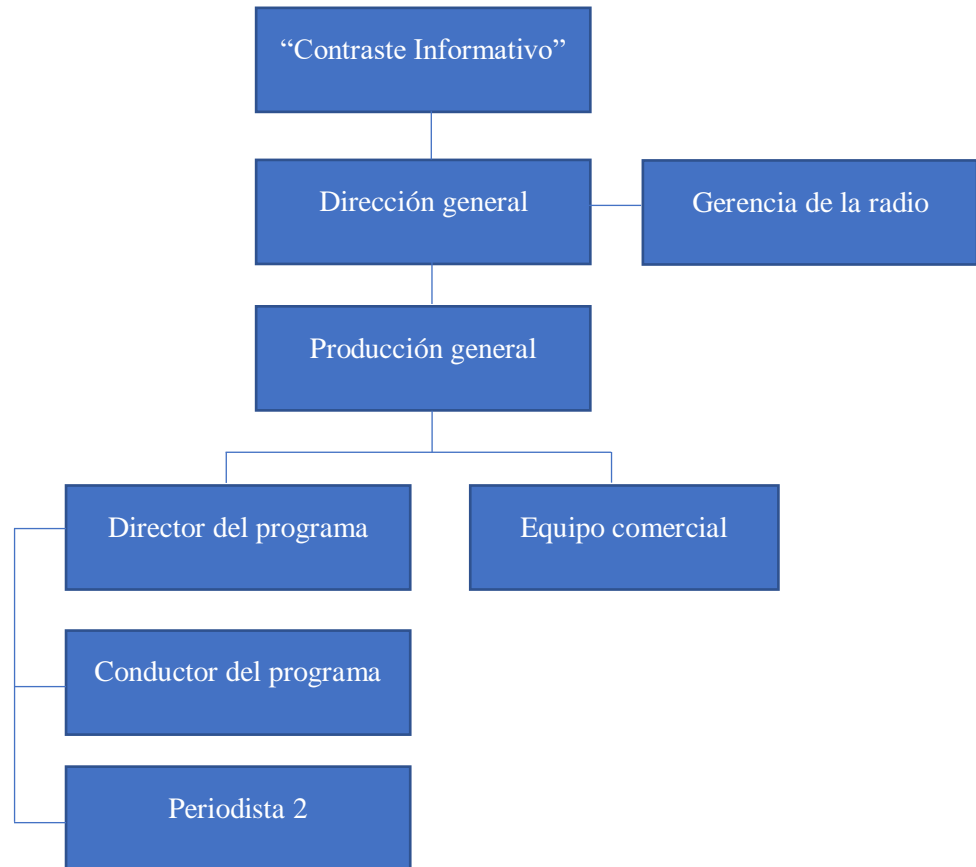 “Contraste Informativo”
Dirección general
Gerencia de la radio
Producción general
Director del programa
Equipo comercial
Conductor del programa
Periodista 2